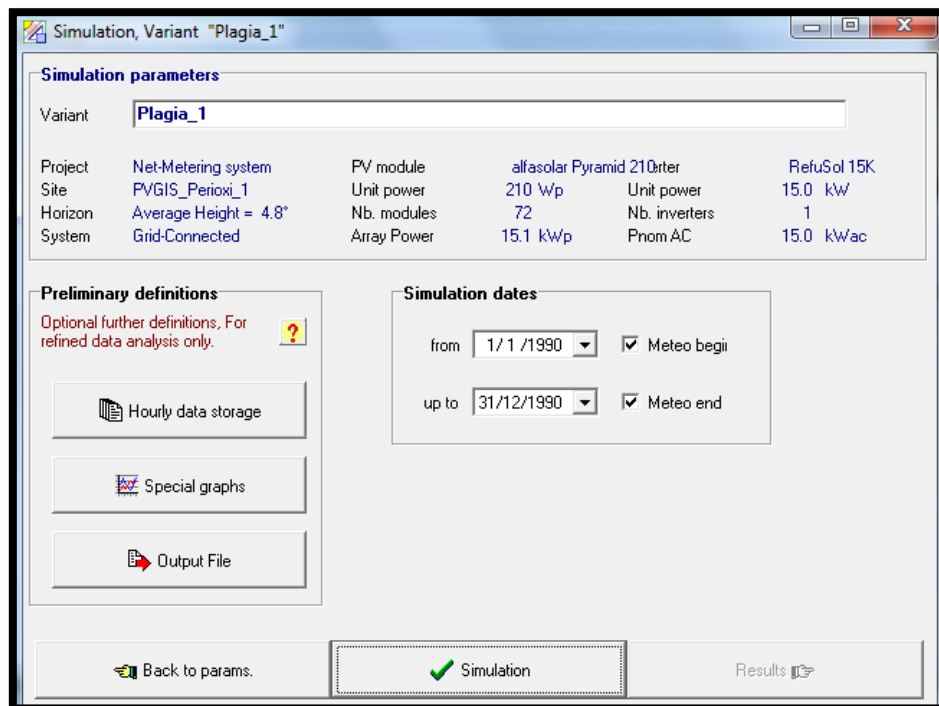 Simulation, Variant "Plagia_1"
Simulation parameters
Variant Plagia_1
Project Net-Metering system PV module alfasolar Pyramid 210 rter RefuSol 15K
Site PVGIS_Perioxi_1 Unit power 210 Wp Unit power 15.0 kW
Horizon Average Height = 4.8° Nb. modules 72 Nb. inverters 1
System Grid-Connected Array Power 15.1 kWp Pnom AC 15.0 kWac
Preliminary definitions
Optional further definitions, For
refined data analysis only.
?
Hourly data storage
Special graphs
Output File
Simulation dates
from 1/ 1 /1990 Meteo begin
up to 31/12/1990 Meteo end
Back to params. Simulation Results